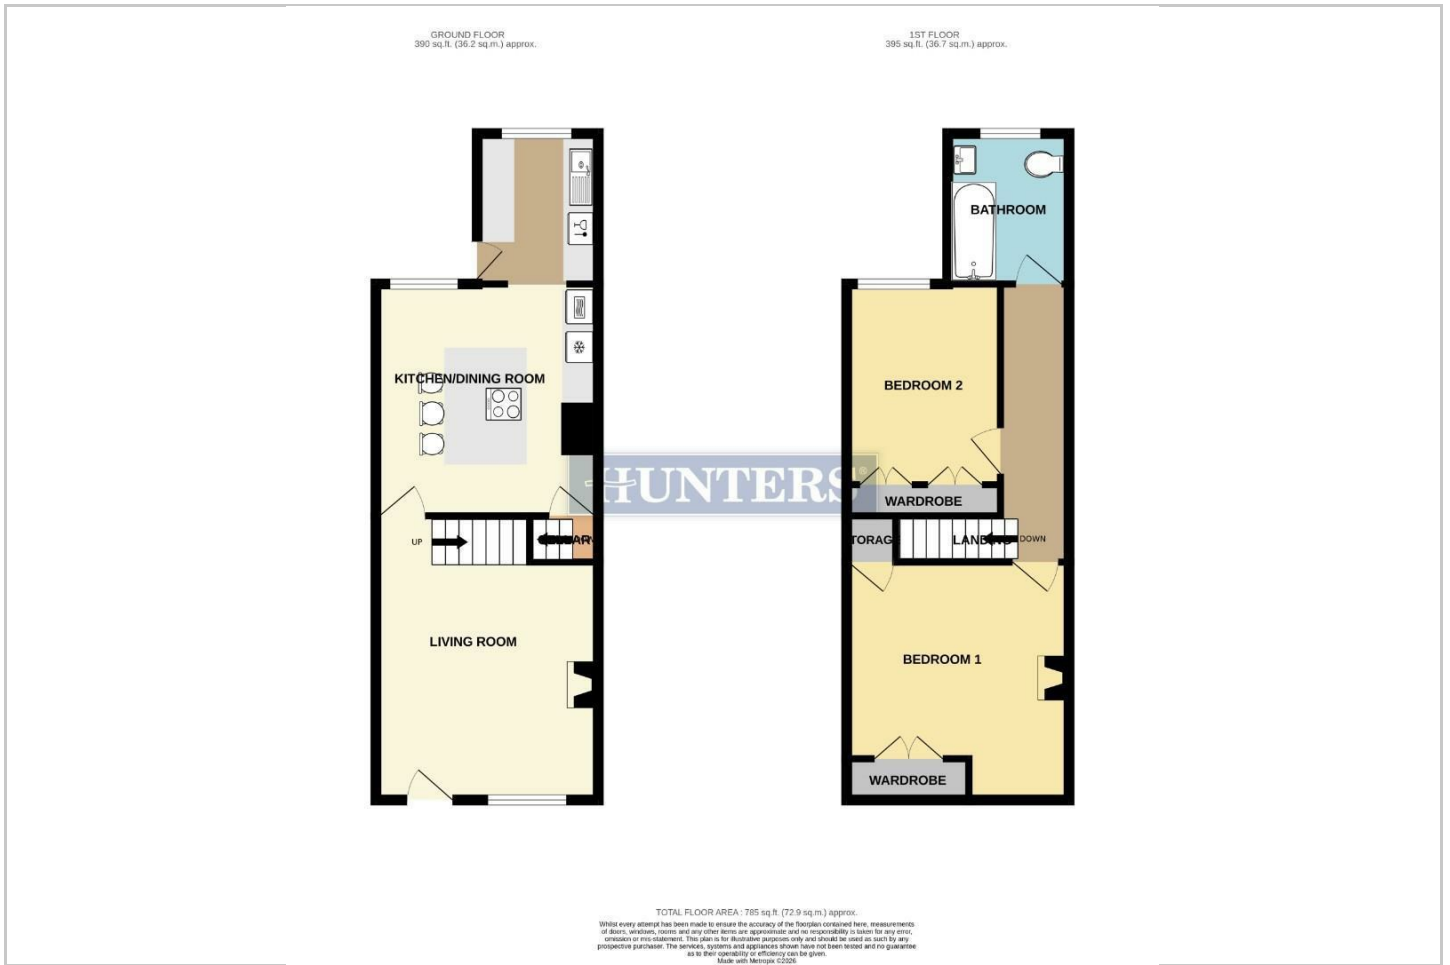 GROUND FLOOR
390 sq.ft. (36.2 sq.m.) approx.
1ST FLOOR
395 sq.ft. (36.7 sq.m.) approx.
KITCHEN/DINING ROOM
UP
CELLAR
LIVING ROOM
BATHROOM
BEDROOM 2
WARDROBE
TORAG
LANDING
DOWN
BEDROOM 1
WARDROBE
HUNTERS®
TOTAL FLOOR AREA : 785 sq.ft. (72.9 sq.m.) approx.
Whilst every attempt has been made to ensure the accuracy of the floorplan contained here, measurements
of doors, windows, rooms and any other items are approximate and no responsibility is taken for any error,
omission or mis-statement. This plan is for illustrative purposes only and should be used as such by any
prospective purchaser. The services, systems and appliances shown have not been tested and no guarantee
as to their operability or efficiency can be given.
Made with Metropix ©2026